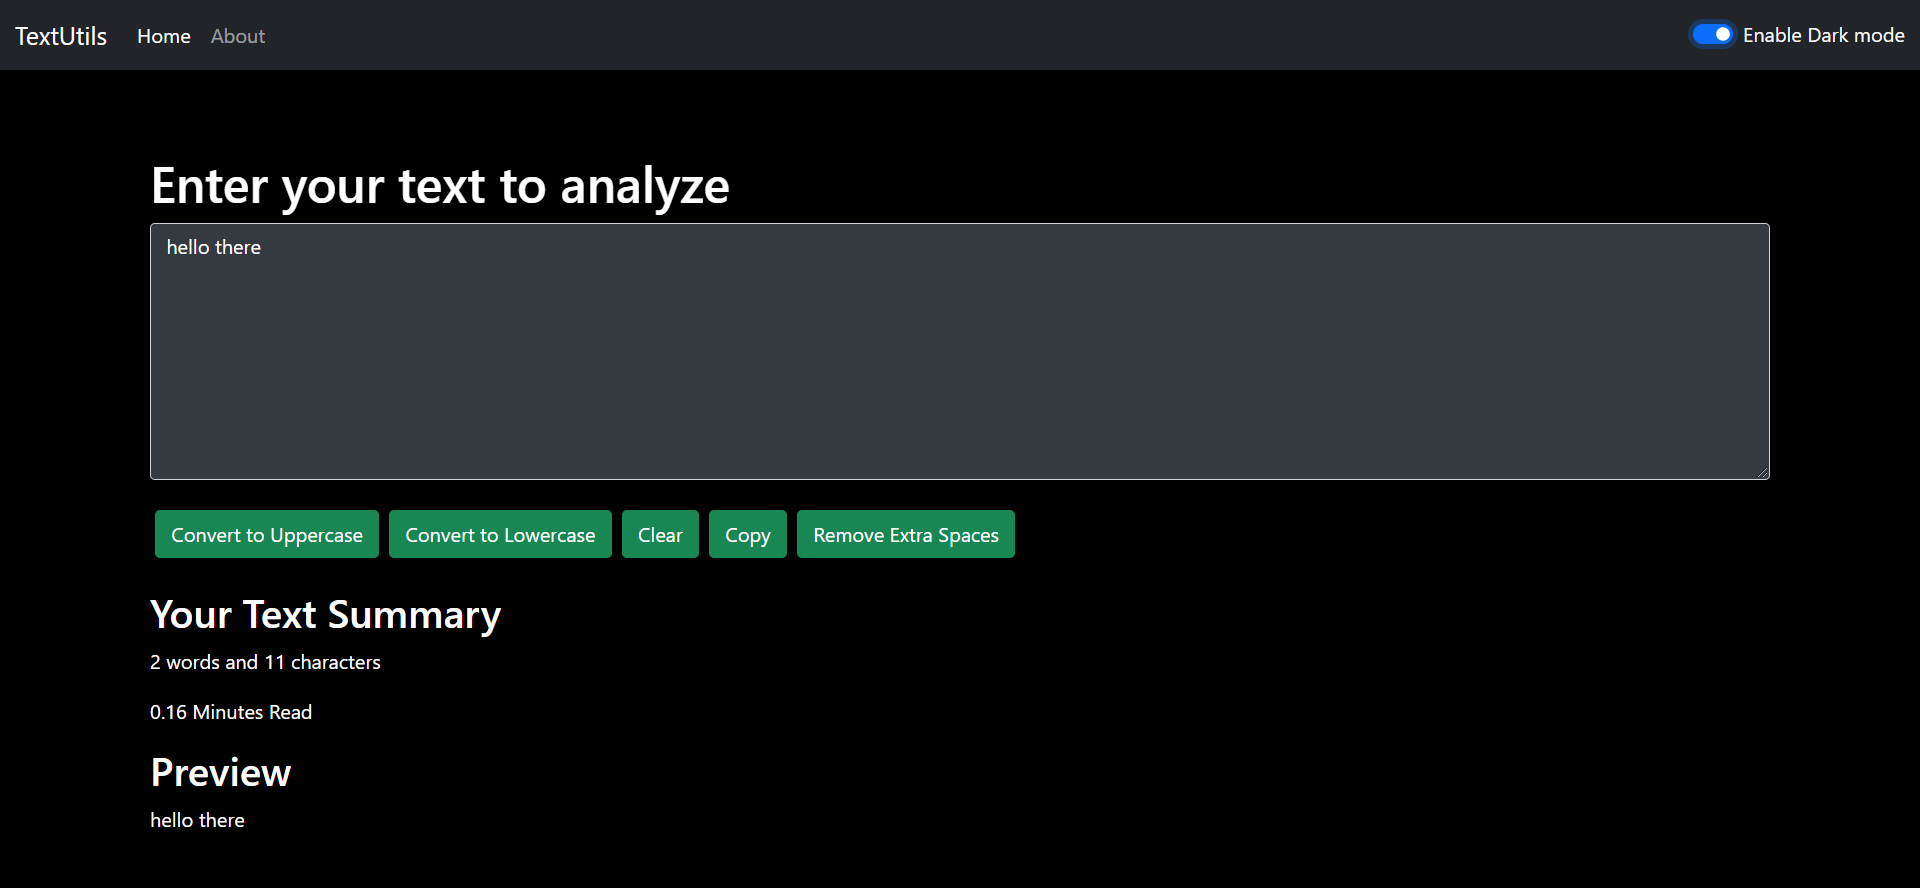 TextUtils Home About Enable Dark mode
Enter your text to analyze
hello there
Convert to Uppercase Convert to Lowercase Clear Copy Remove Extra Spaces
Your Text Summary
2 words and 11 characters
0.16 Minutes Read
Preview
hello there